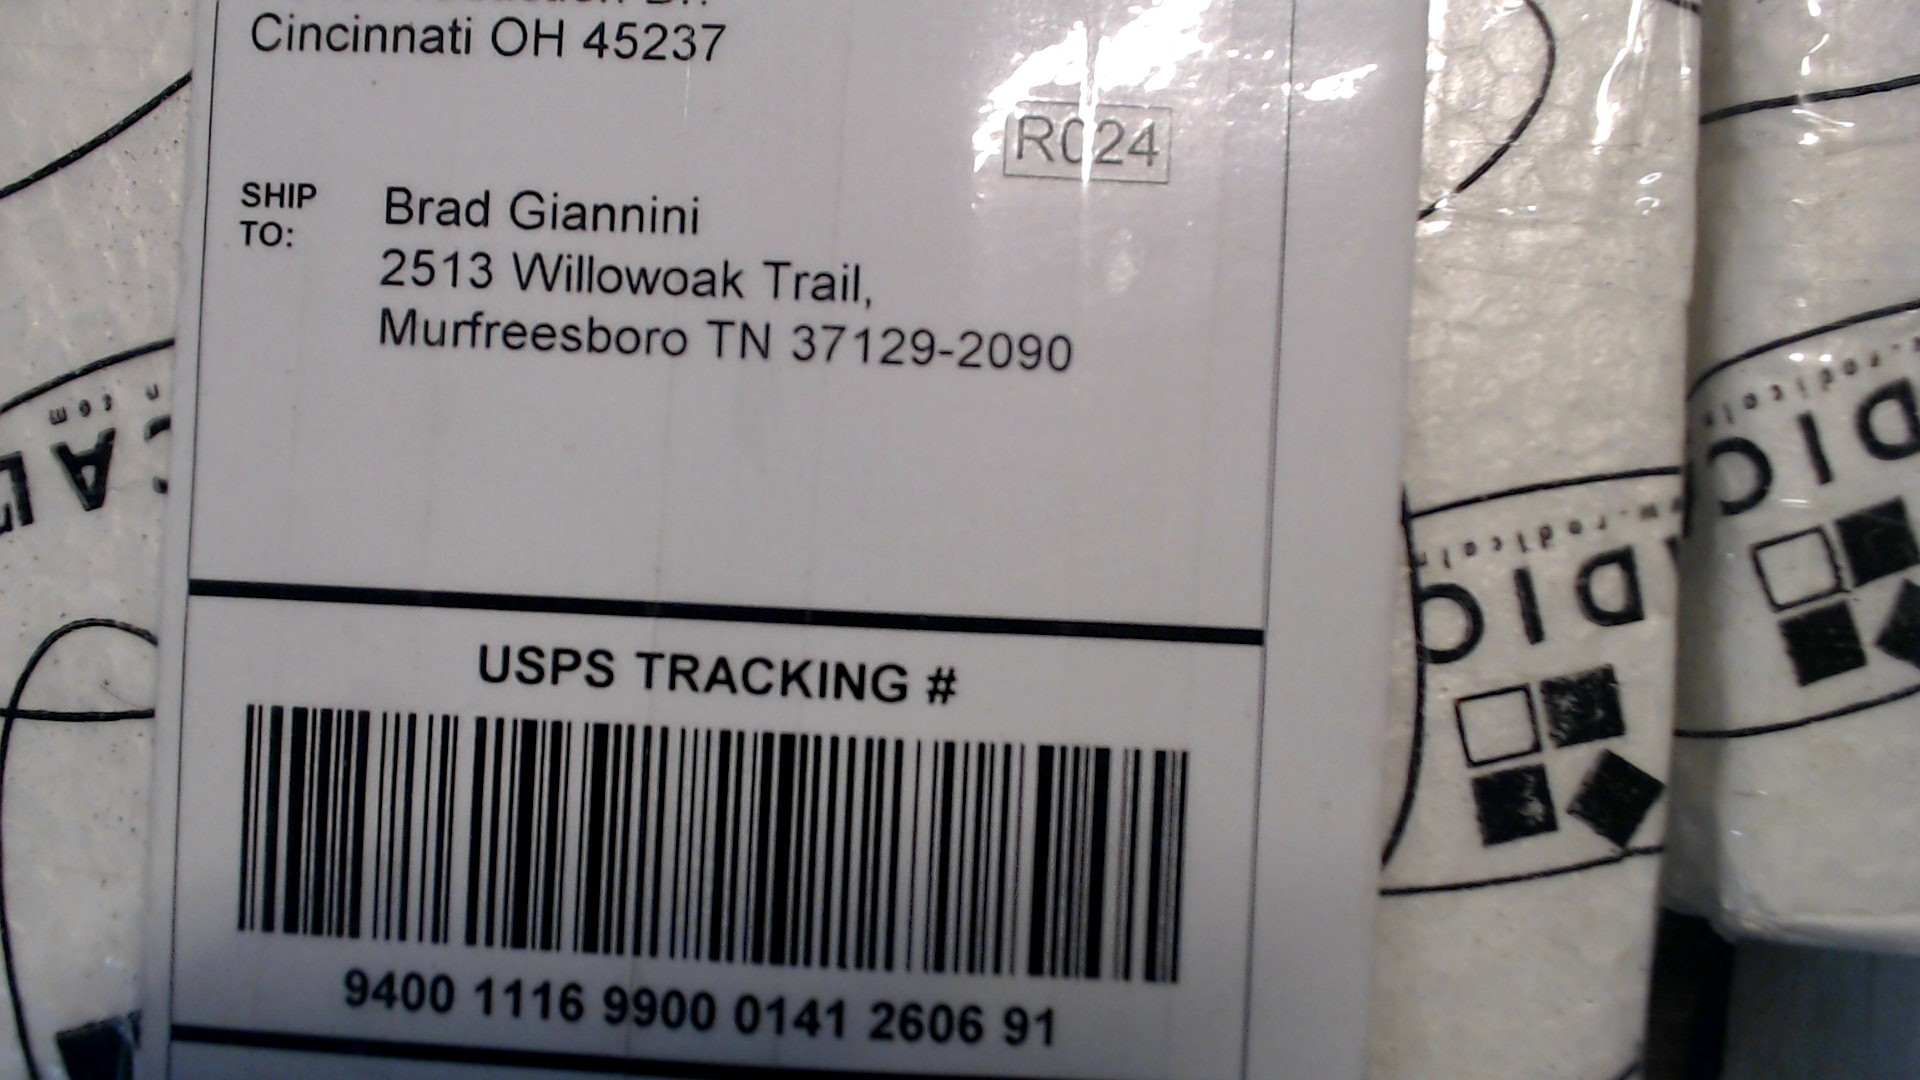 Cincinnati OH 45237
R024
SHIP
TO:
Brad Giannini
2513 Willowoak Trail,
Murfreesboro TN 37129-2090
USPS TRACKING #
9400 1116 9900 0141 2606 91